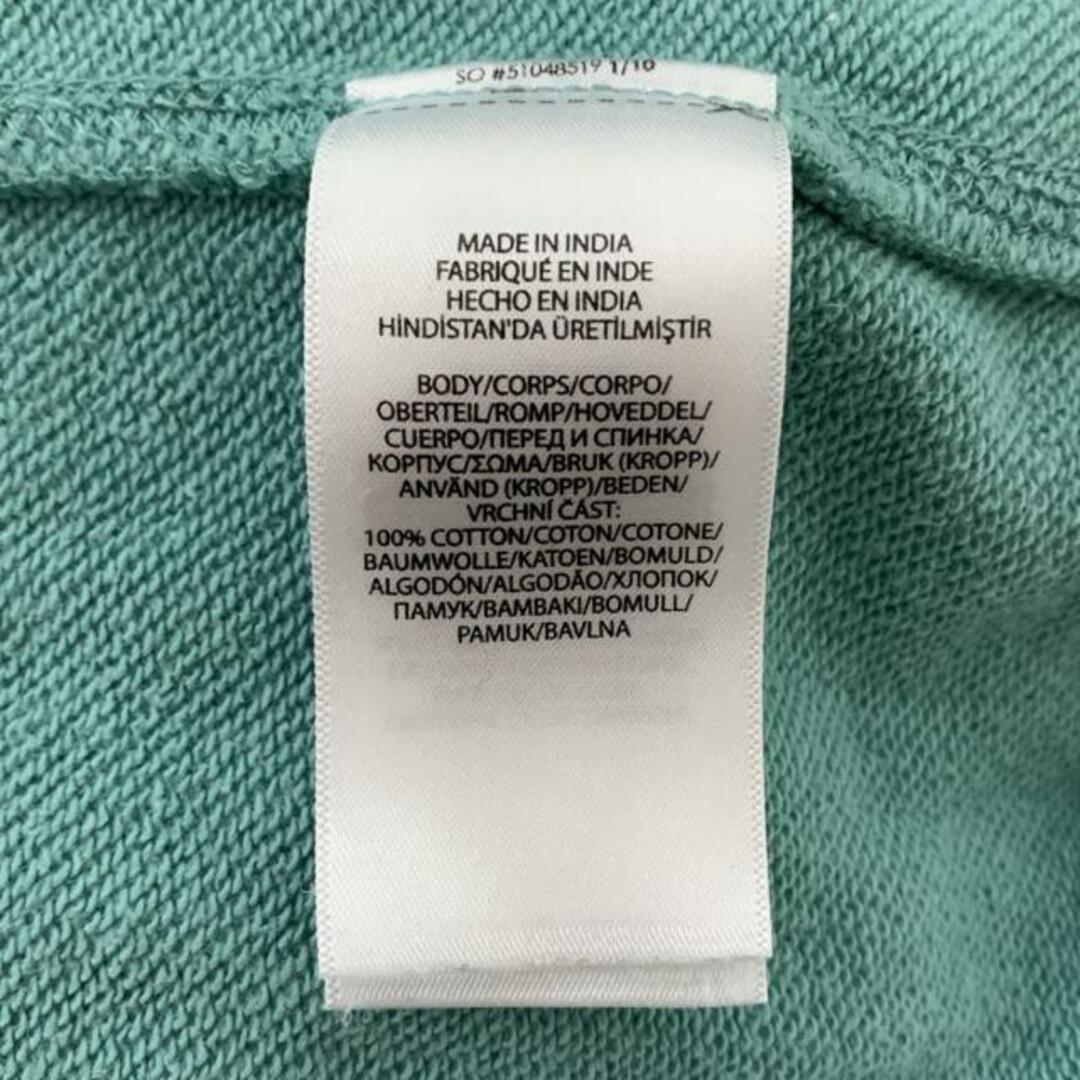 SO #51048519 1/10
MADE IN INDIA
FABRIQUÉ EN INDE
HECHO EN INDIA
HİNDİSTAN'DA ÜRETİLMİŞTİR
BODY/CORPS/CORPO/
OBERTEIL/ROMP/HOVEDDEL/
CUERPO/ПЕРЕД И СПИНКА/
КОРПУС/ΣΩΜΑ/BRUK (KROPP)/
ANVÄND (KROPP)/BEDEN/
VRCHNÍ ČÁST:
100% COTTON/COTON/COTONE/
BAUMWOLLE/KATOEN/BOMULD/
ALGODÓN/ALGODÃO/ХЛОПОК/
ПАМУК/ΒΑΜΒΑΚΙ/BOMULL/
PAMUK/BAVLNA